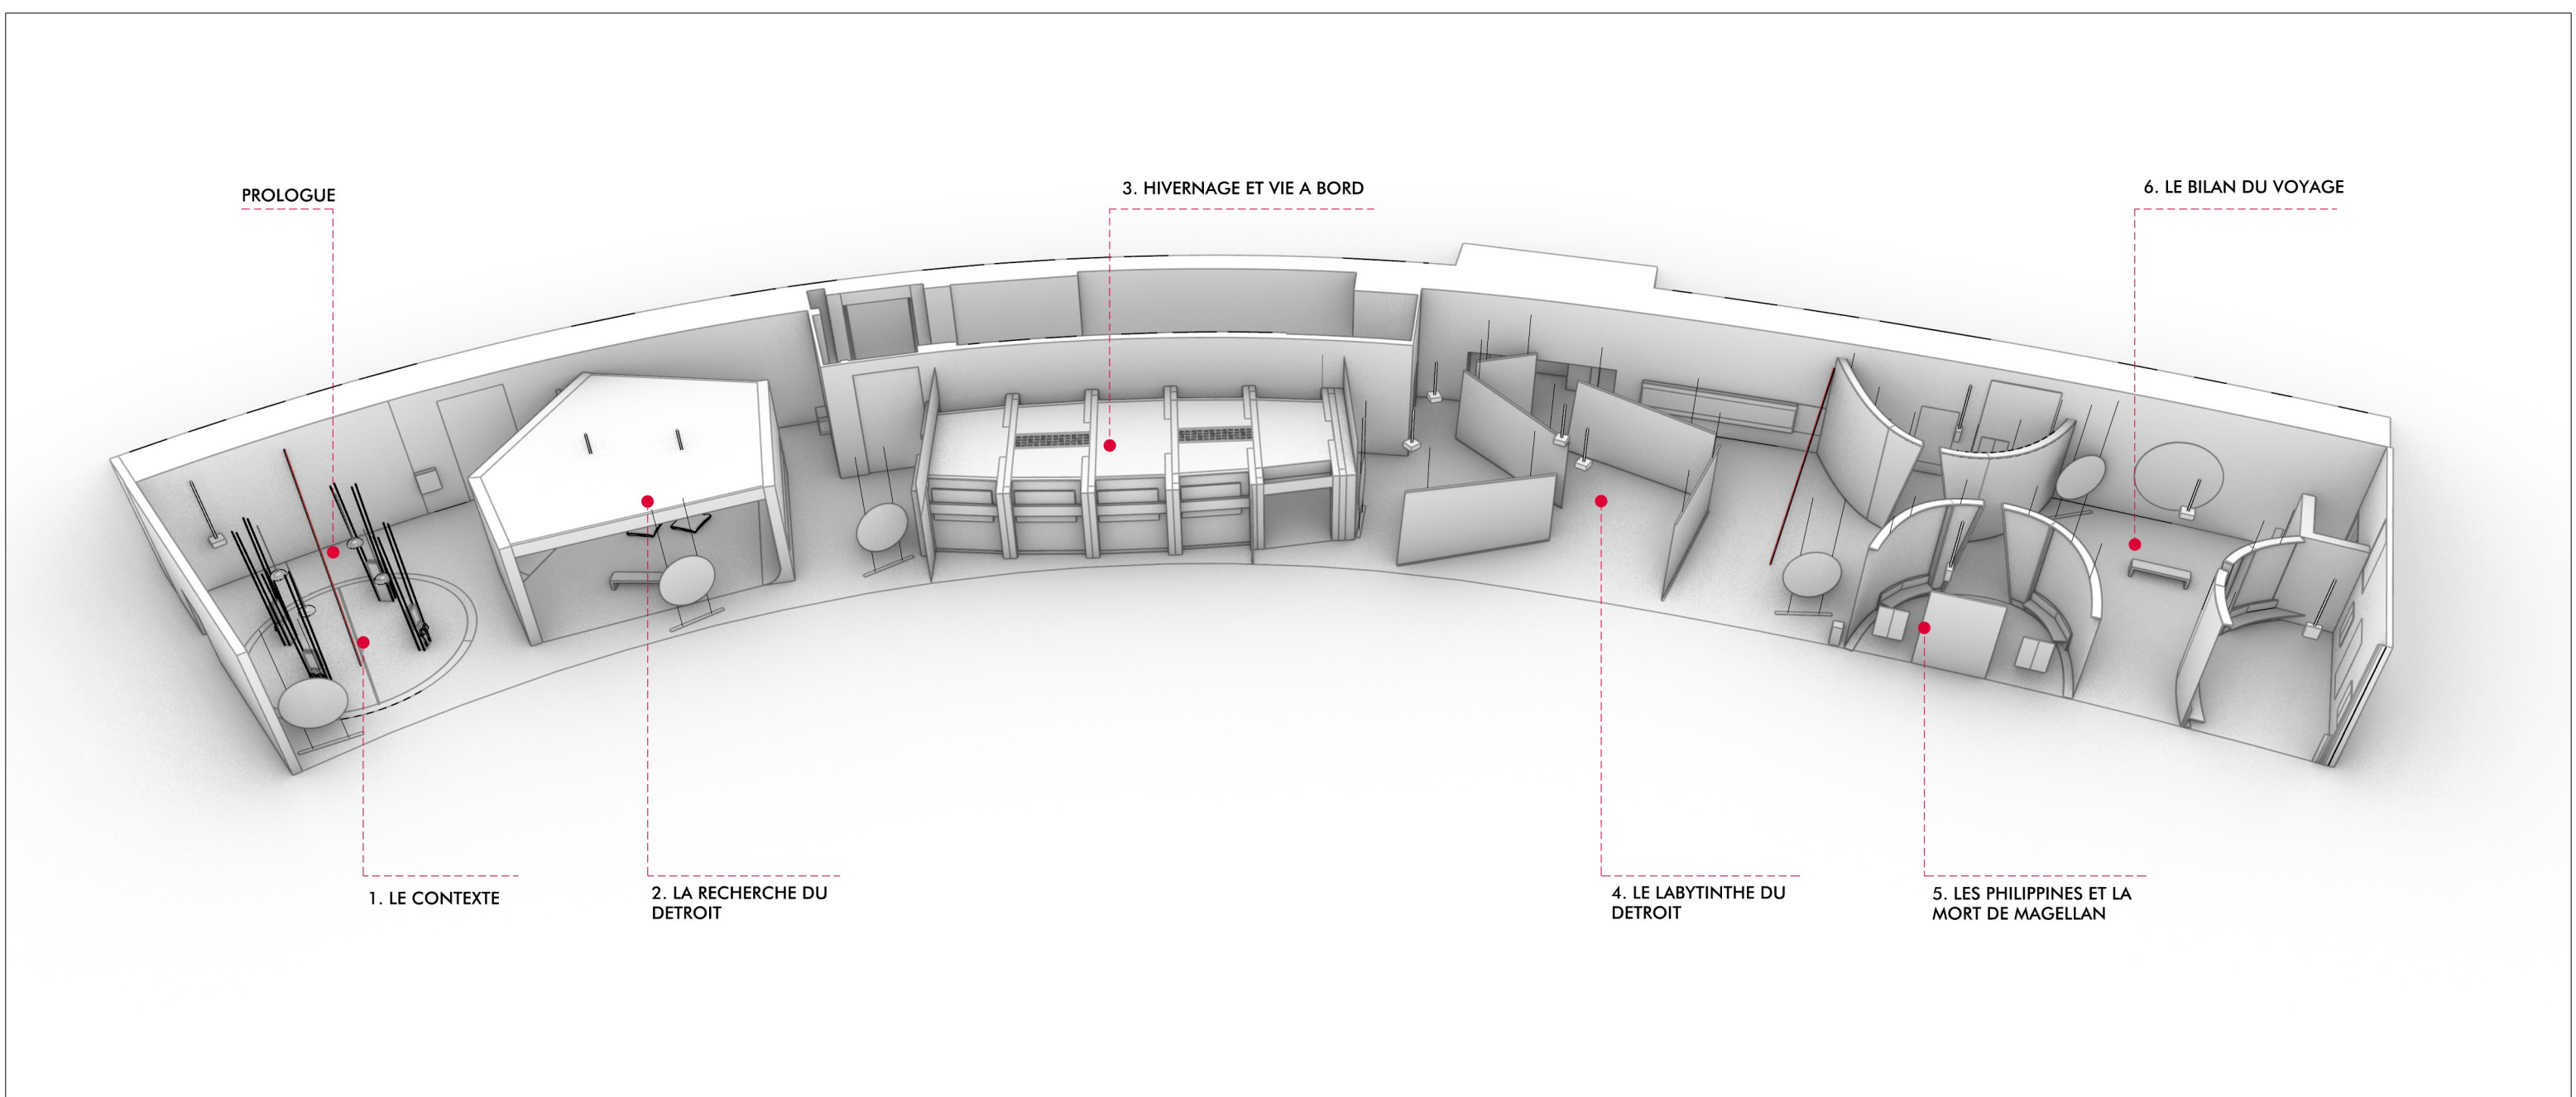 PROLOGUE
3. HIVERNAGE ET VIE A BORD
6. LE BILAN DU VOYAGE
1. LE CONTEXTE
2. LA RECHERCHE DU
DETROIT
4. LE LABYTINTHE DU
DETROIT
5. LES PHILIPPINES ET LA
MORT DE MAGELLAN